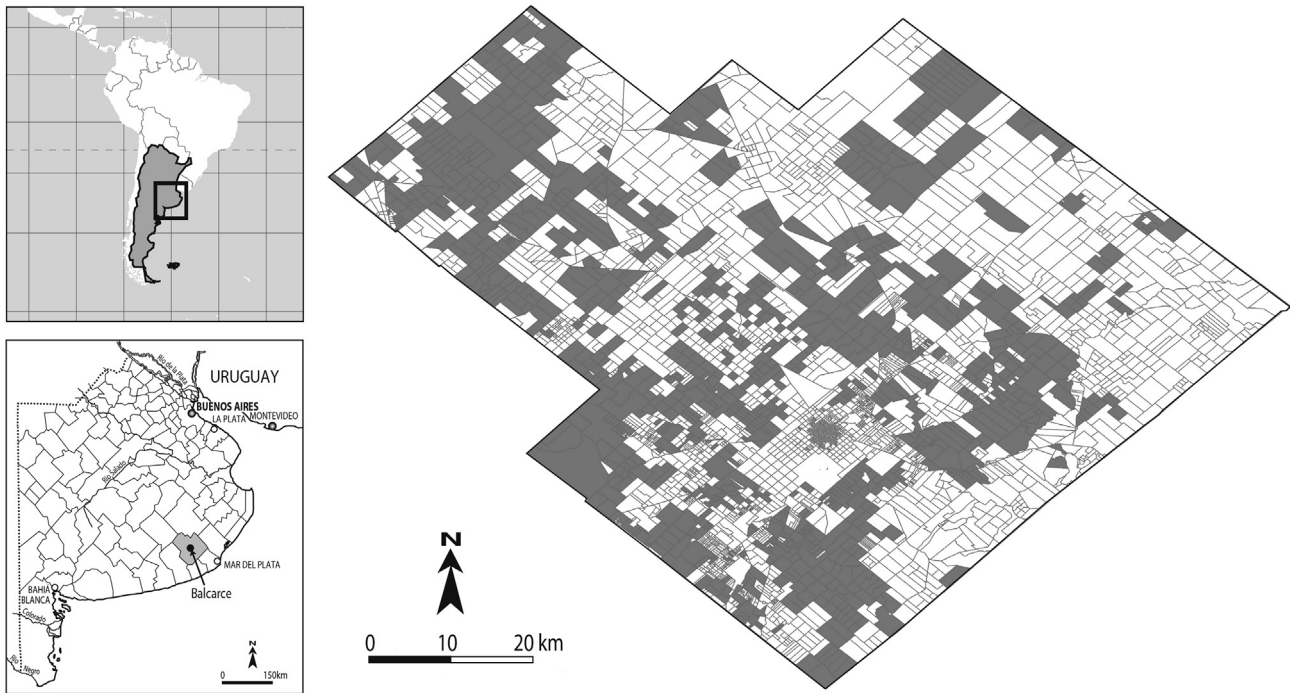 Río de la Plata
URUGUAY
BUENOS AIRES
LA PLATA
MONTEVIDEO
Río Salado
MAR DEL PLATA
BAHIA
BLANCA
Balcarce
Colorado
Río Negro
N
0 150km
N
0 10 20 km